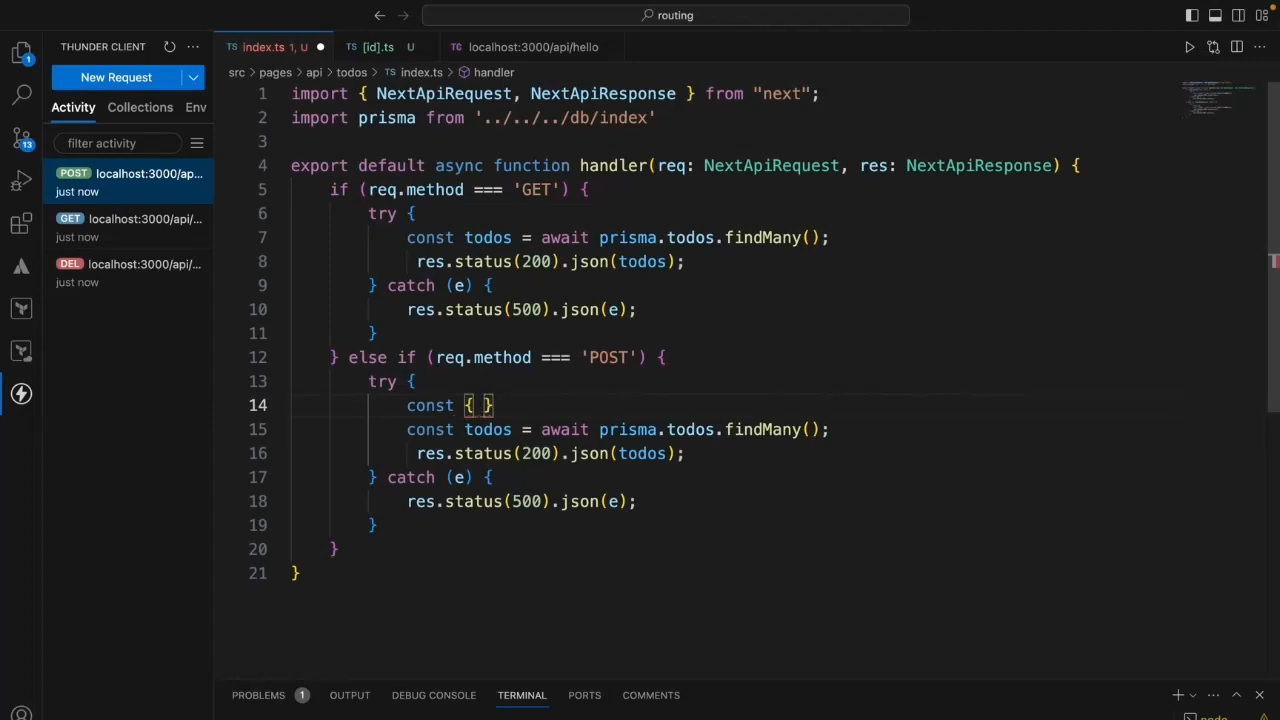 routing
THUNDER CLIENT
New Request
Activity Collections Env
filter activity
POST localhost:3000/ap...
just now
GET localhost:3000/api/...
just now
DEL localhost:3000/api/...
just now
1
13
TS index.ts 1, U
TS [id].ts U
localhost:3000/api/hello
src › pages › api › todos › TS index.ts › handler
1 import { NextApiRequest, NextApiResponse } from "next";
2 import prisma from '../../../db/index'
3
4 export default async function handler(req: NextApiRequest, res: NextApiResponse) {
5 if (req.method === 'GET') {
6 try {
7 const todos = await prisma.todos.findMany();
8 res.status(200).json(todos);
9 } catch (e) {
10 res.status(500).json(e);
11 }
12 } else if (req.method === 'POST') {
13 try {
14 const { }
15 const todos = await prisma.todos.findMany();
16 res.status(200).json(todos);
17 } catch (e) {
18 res.status(500).json(e);
19 }
20 }
21 }
PROBLEMS 1 OUTPUT DEBUG CONSOLE TERMINAL PORTS COMMENTS
node